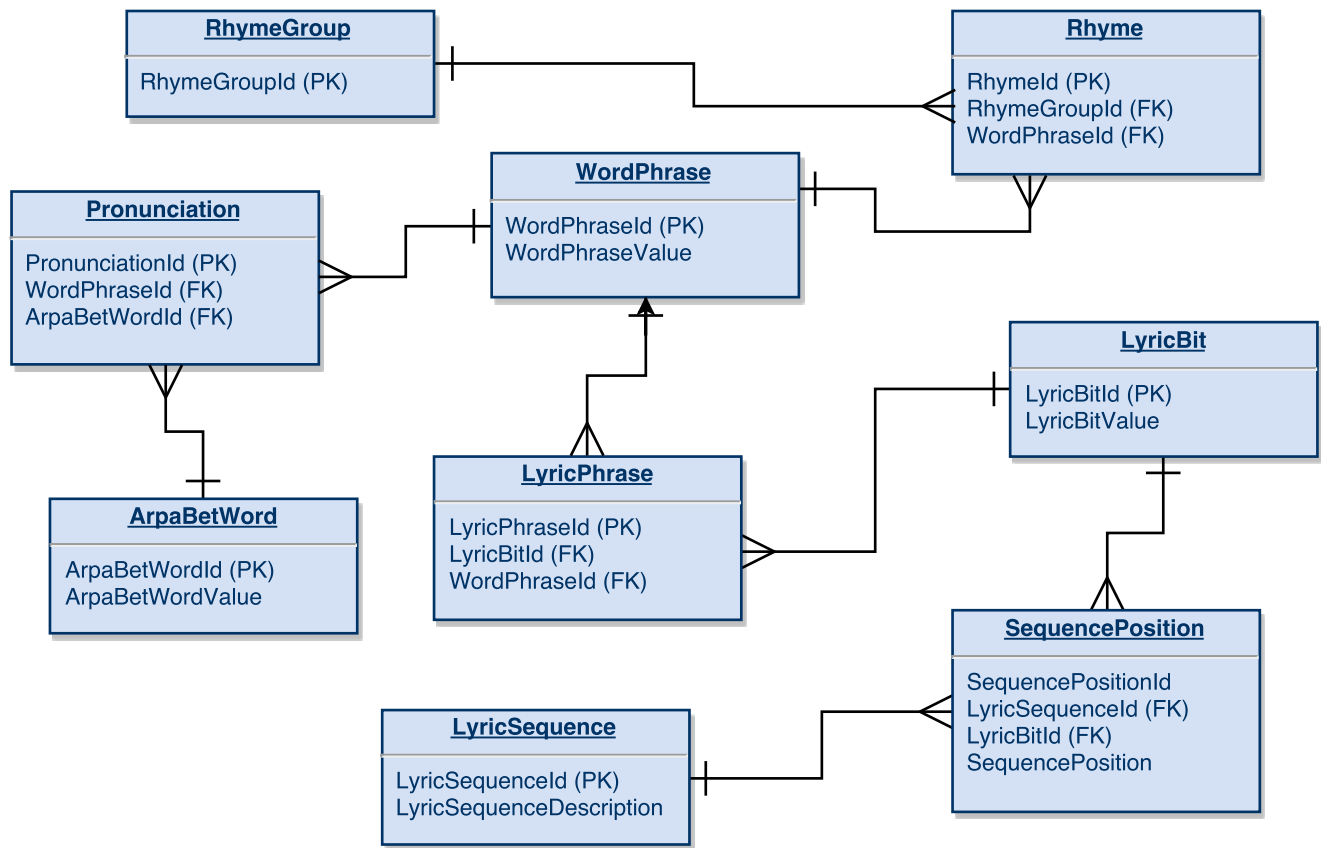 RhymeGroup
RhymeGroupId (PK)
Rhyme
RhymeId (PK)
RhymeGroupId (FK)
WordPhraseId (FK)
WordPhrase
WordPhraseId (PK)
WordPhraseValue
Pronunciation
PronunciationId (PK)
WordPhraseId (FK)
ArpaBetWordId (FK)
LyricBit
LyricBitId (PK)
LyricBitValue
LyricPhrase
LyricPhraseId (PK)
LyricBitId (FK)
WordPhraseId (FK)
ArpaBetWord
ArpaBetWordId (PK)
ArpaBetWordValue
SequencePosition
SequencePositionId
LyricSequenceId (FK)
LyricBitId (FK)
SequencePosition
LyricSequence
LyricSequenceId (PK)
LyricSequenceDescription